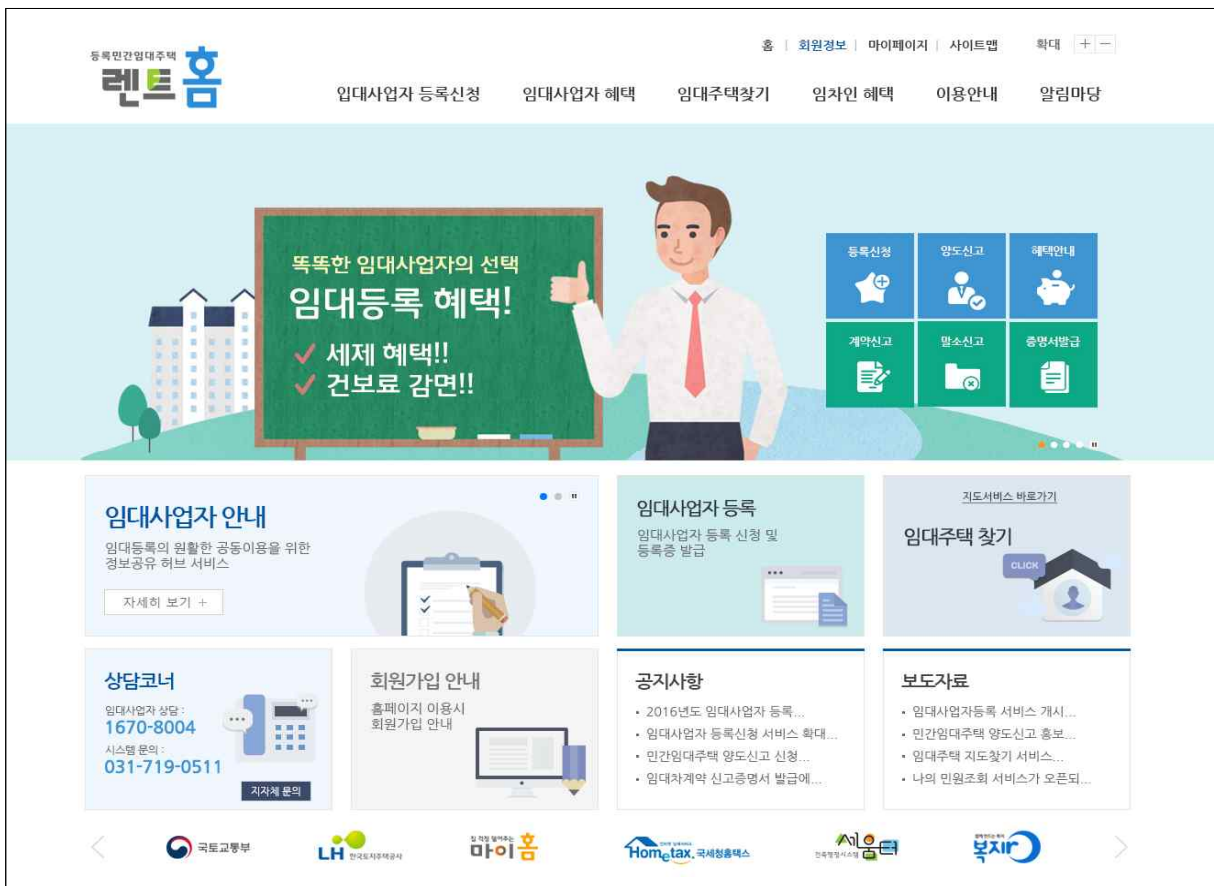 등록민간임대주택
렌트홈
홈 | 회원정보 | 마이페이지 | 사이트맵 확대 + -
임대사업자 등록신청 임대사업자 혜택 임대주택찾기 임차인 혜택 이용안내 알림마당
똑똑한 임대사업자의 선택
임대등록 혜택!
세제 혜택!!
건보료 감면!!
등록신청 양도신고 혜택안내
계약신고 말소신고 증명서발급
임대사업자 안내
임대등록의 원활한 공동이용을 위한
정보공유 허브 서비스
자세히 보기 +
임대사업자 등록
임대사업자 등록 신청 및
등록증 발급
지도서비스 바로가기
임대주택 찾기
CLICK
상담코너
임대사업자 상담 :
1670-8004
시스템 문의 :
031-719-0511
지자체 문의
회원가입 안내
홈페이지 이용시
회원가입 안내
공지사항
• 2016년도 임대사업자 등록...
• 임대사업자 등록신청 서비스 확대...
• 민간임대주택 양도신고 신청...
• 임대차계약 신고증명서 발급에...
보도자료
• 임대사업자등록 서비스 개시...
• 민간임대주택 양도신고 홍보...
• 임대주택 지도찾기 서비스...
• 나의 민원조회 서비스가 오픈되...
국토교통부
LH 한국토지주택공사
마이홈
Hometax. 국세청홈택스
세움터
건축행정시스템
복지로